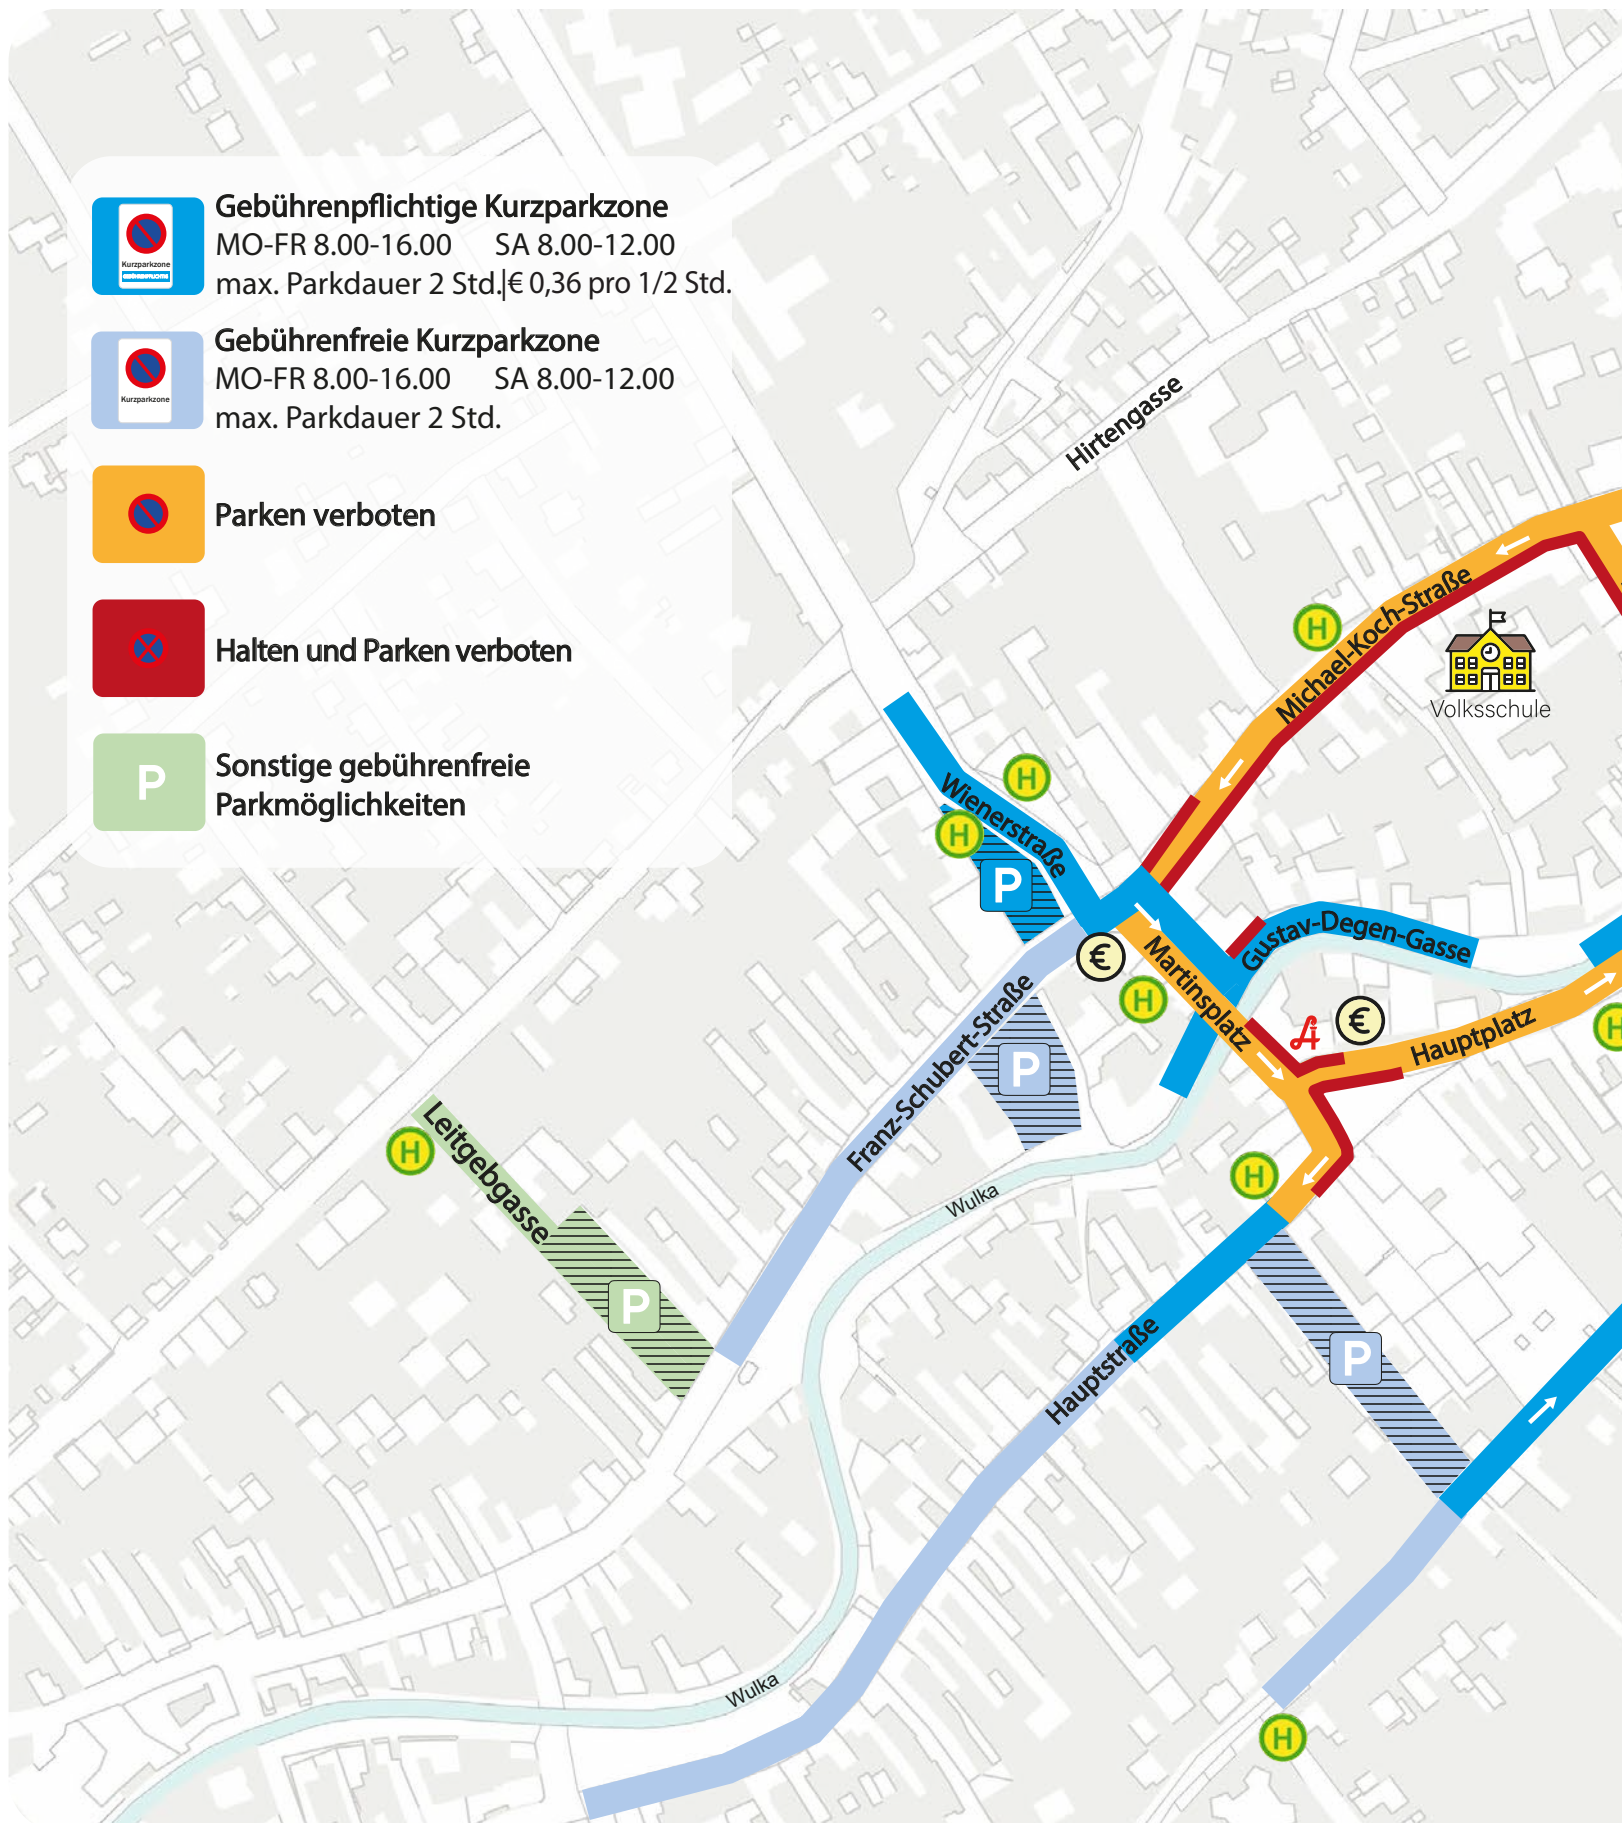 Gebührenpflichtige Kurzparkzone
MO-FR 8.00-16.00 SA 8.00-12.00
max. Parkdauer 2 Std.|€ 0,36 pro 1/2 Std.
Kurzparkzone
Gebührenfreie Kurzparkzone
MO-FR 8.00-16.00 SA 8.00-12.00
max. Parkdauer 2 Std.
Kurzparkzone
Parken verboten
Halten und Parken verboten
P
Sonstige gebührenfreie
Parkmöglichkeiten
Hirtengasse
Michael-Koch-Straße
H
Volksschule
H
Wienerstraße
H
P
Gustav-Degen-Gasse
€
Martinsplatz
H
€
Hauptplatz
H
Franz-Schubert-Straße
P
Leitgebgasse
H
H
Wulka
P
P
Hauptstraße
Wulka
H